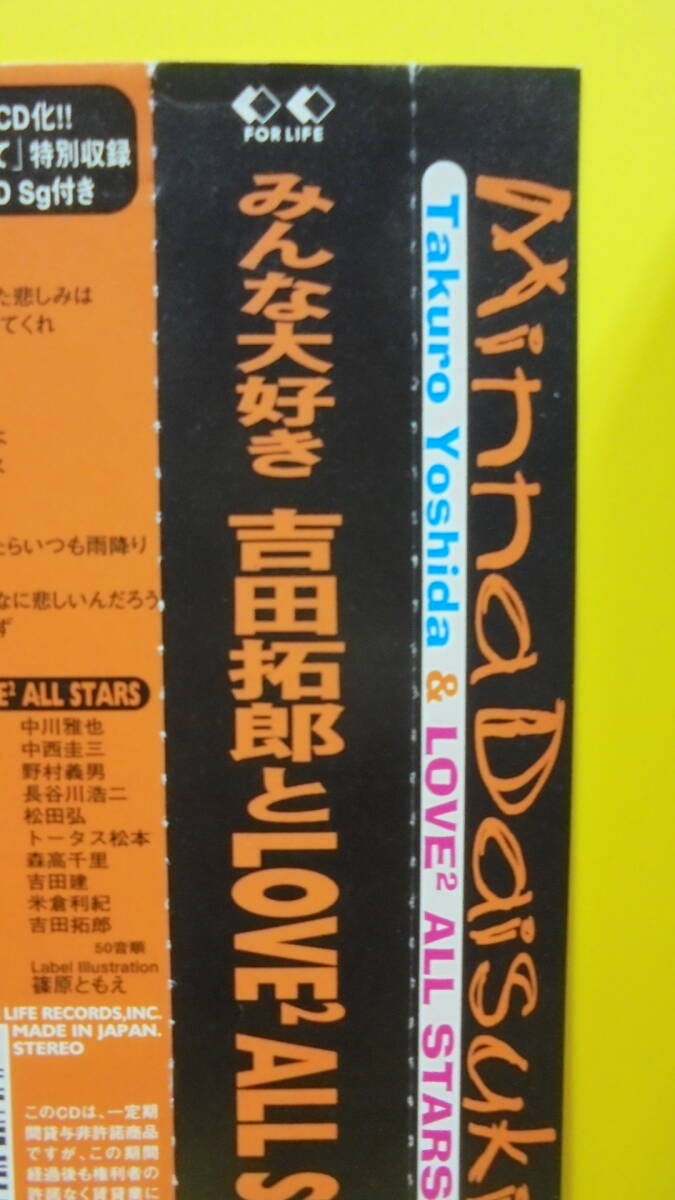 CD化!!
て」特別収録
D Sg付き
た悲しみは
てくれ
たらいつも雨降り
なに悲しいんだろう
ず
E² ALL STARS
中川雅也
中西圭三
野村義男
長谷川浩二
松田弘
トータス松本
森高千里
吉田建
米倉利紀
吉田拓郎
50音順
Label Illustration
篠原ともえ
LIFE RECORDS,INC.
MADE IN JAPAN.
STEREO
このCDは、一定期
間貸与非許諾商品
ですが、この期間
経過後も権利者の
許諾なく賃貸業に
FOR LIFE
みんな大好き 吉田拓郎とLOVE² ALL S
Takuro Yoshida & LOVE² ALL STARS
Minna Daisuk